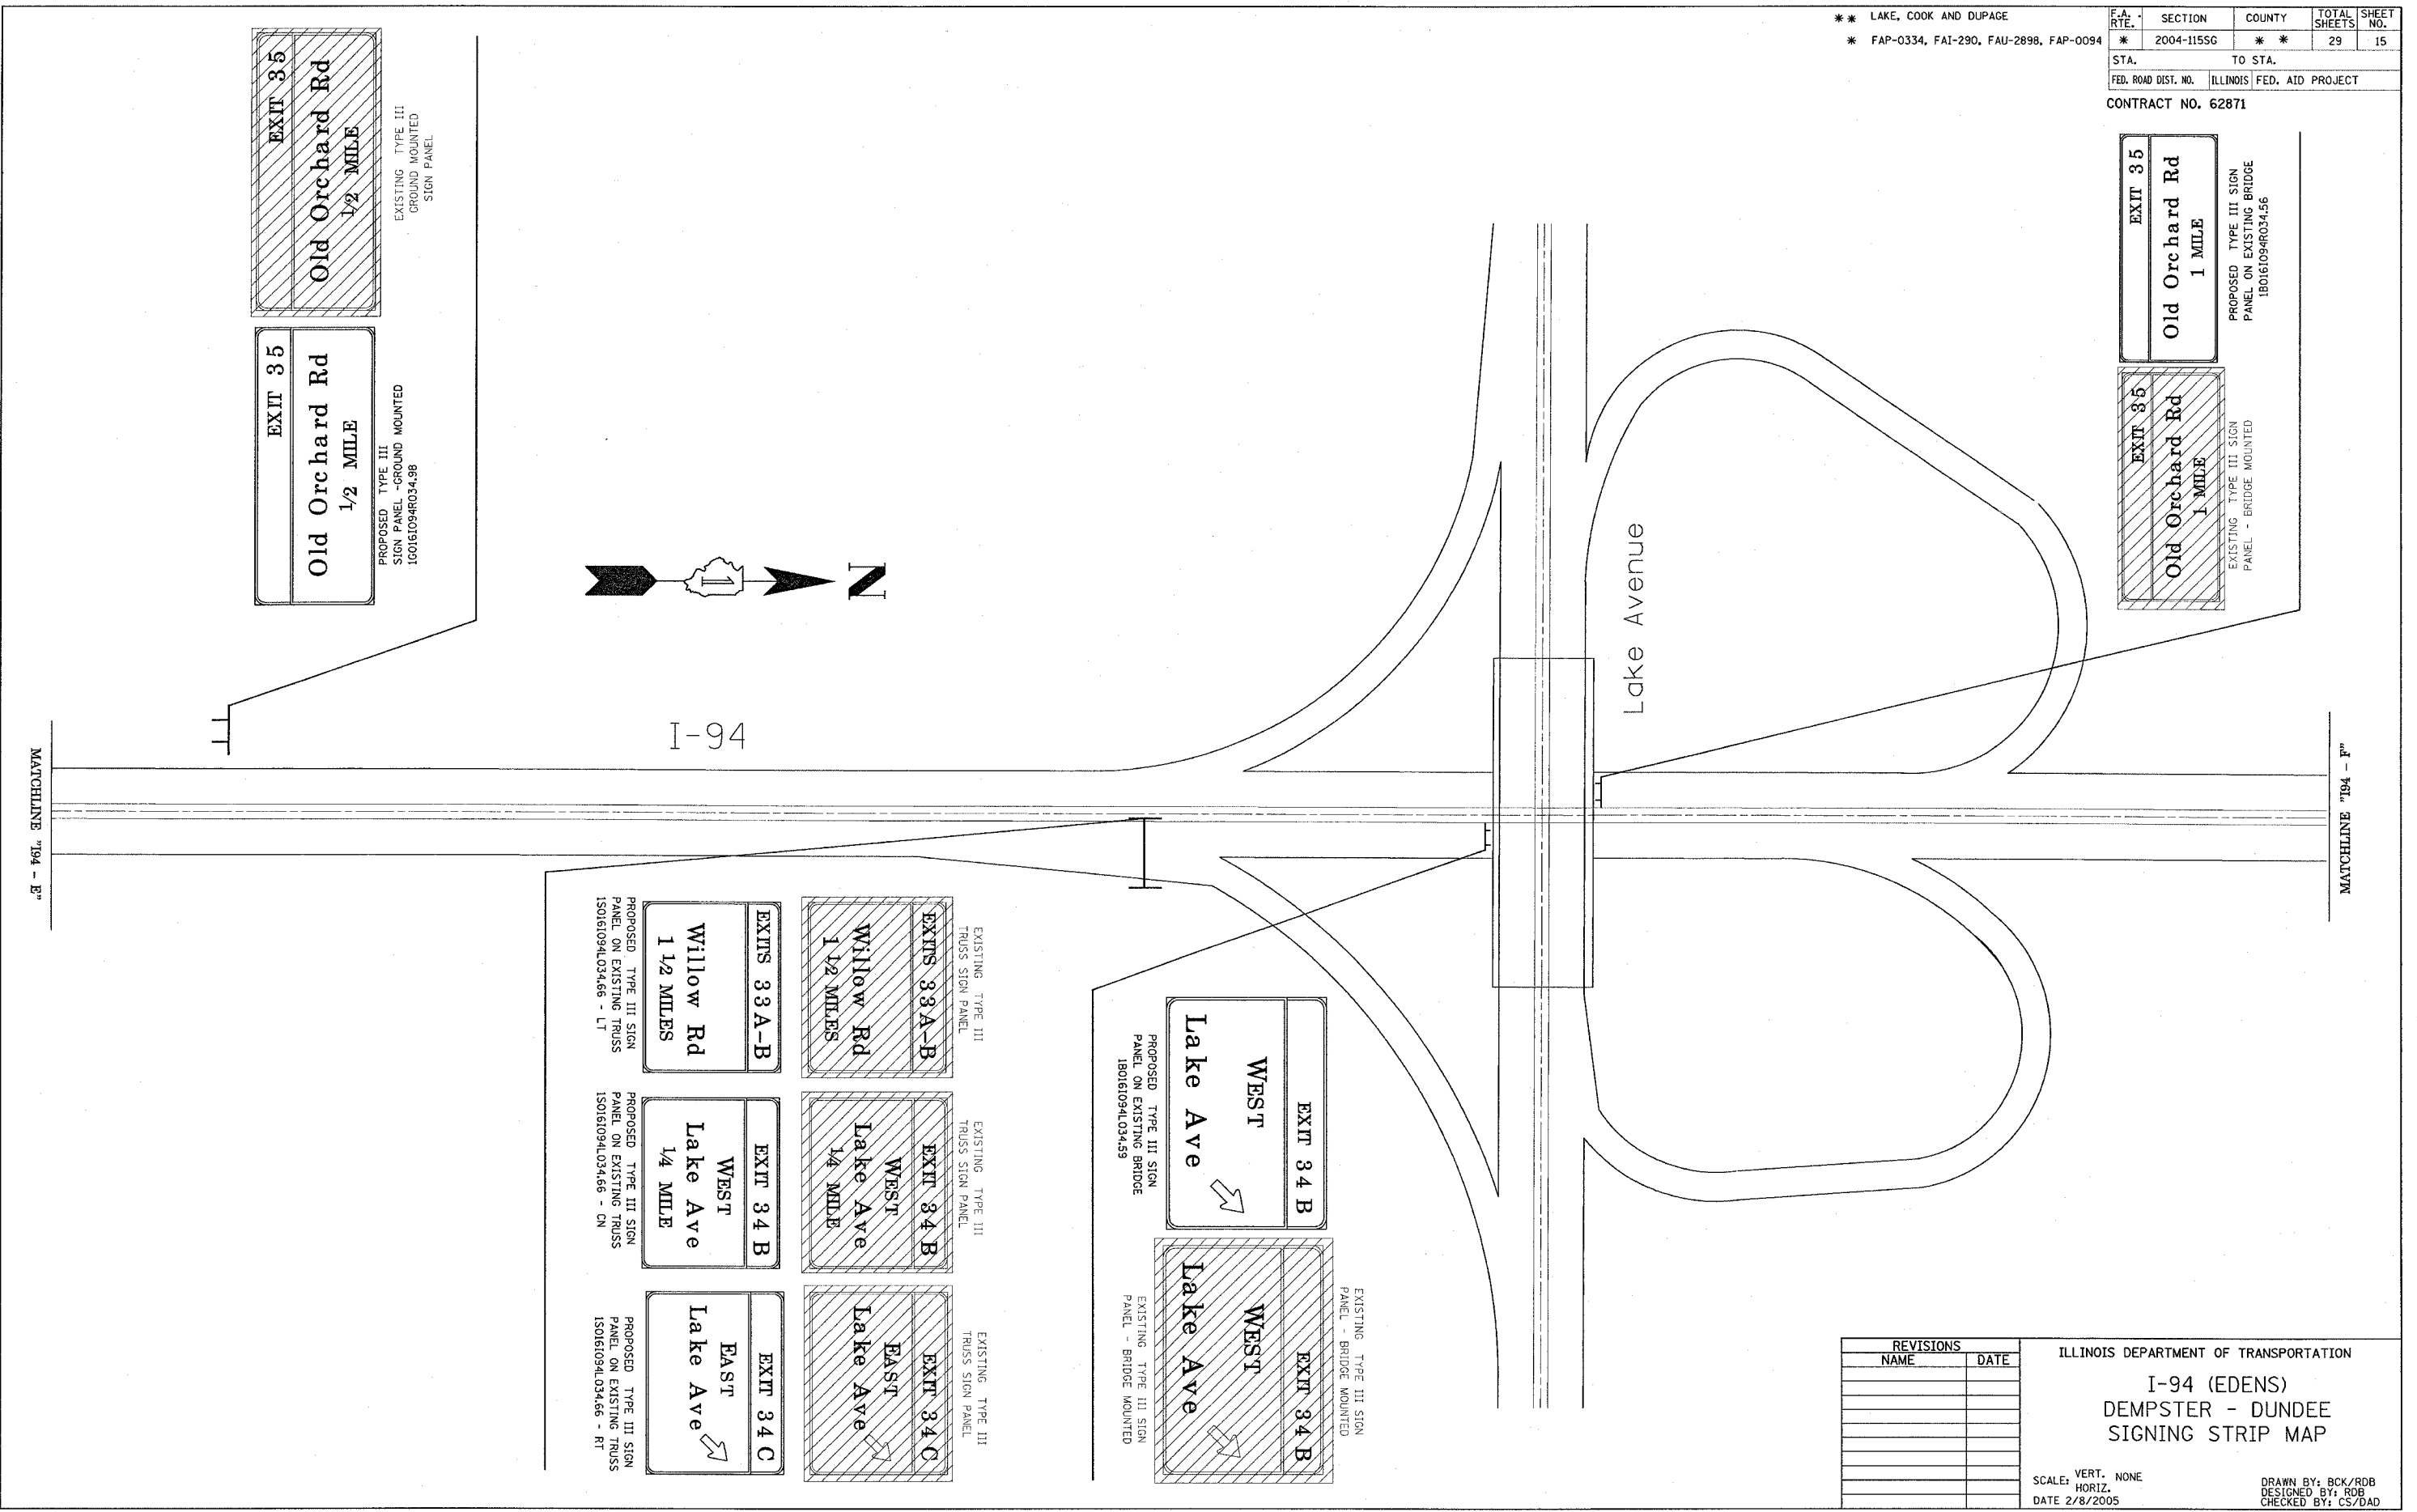 ** LAKE, COOK AND DUPAGE
* FAP-0334, FAI-290, FAU-2898, FAP-0094
F.A. RTE.
SECTION
COUNTY
TOTAL SHEETS
SHEET NO.
*
2004-115SG
* *
29
15
STA.
TO STA.
FED. ROAD DIST. NO.
ILLINOIS
FED. AID PROJECT
CONTRACT NO. 62871
EXIT 35
Old Orchard Rd
1/2 MILE
EXISTING TYPE III
GROUND MOUNTED
SIGN PANEL
EXIT 35
Old Orchard Rd
1/2 MILE
PROPOSED TYPE III
SIGN PANEL -GROUND MOUNTED
1G016I094R034.98
EXIT 35
Old Orchard Rd
1 MILE
PROPOSED TYPE III SIGN
PANEL ON EXISTING BRIDGE
1B016I094R034.56
EXIT 35
Old Orchard Rd
1 MILE
EXISTING TYPE III SIGN
PANEL - BRIDGE MOUNTED
1
N
Lake Avenue
I-94
MATCHLINE "I94 - E"
MATCHLINE "I94 - F"
EXISTING TYPE III
TRUSS SIGN PANEL
EXITS 33A-B
Willow Rd
1 1/2 MILES
EXITS 33A-B
Willow Rd
1 1/2 MILES
PROPOSED TYPE III SIGN
PANEL ON EXISTING TRUSS
1S016I094L034.66 - LT
EXISTING TYPE III
TRUSS SIGN PANEL
EXIT 34 B
WEST
Lake Ave
1/4 MILE
EXIT 34 B
WEST
Lake Ave
1/4 MILE
PROPOSED TYPE III SIGN
PANEL ON EXISTING TRUSS
1S016I094L034.66 - CN
EXISTING TYPE III
TRUSS SIGN PANEL
EXIT 34 C
EAST
Lake Ave
EXIT 34 C
EAST
Lake Ave
PROPOSED TYPE III SIGN
PANEL ON EXISTING TRUSS
1S016I094L034.66 - RT
EXIT 34 B
WEST
Lake Ave
PROPOSED TYPE III SIGN
PANEL ON EXISTING BRIDGE
1B016I094L034.59
EXISTING TYPE III SIGN
PANEL - BRIDGE MOUNTED
EXIT 34 B
WEST
Lake Ave
EXISTING TYPE III SIGN
PANEL - BRIDGE MOUNTED
REVISIONS
NAME
DATE
ILLINOIS DEPARTMENT OF TRANSPORTATION
I-94 (EDENS)
DEMPSTER - DUNDEE
SIGNING STRIP MAP
SCALE: VERT. NONE
HORIZ.
DATE 2/8/2005
DRAWN BY: BCK/RDB
DESIGNED BY: RDB
CHECKED BY: CS/DAD